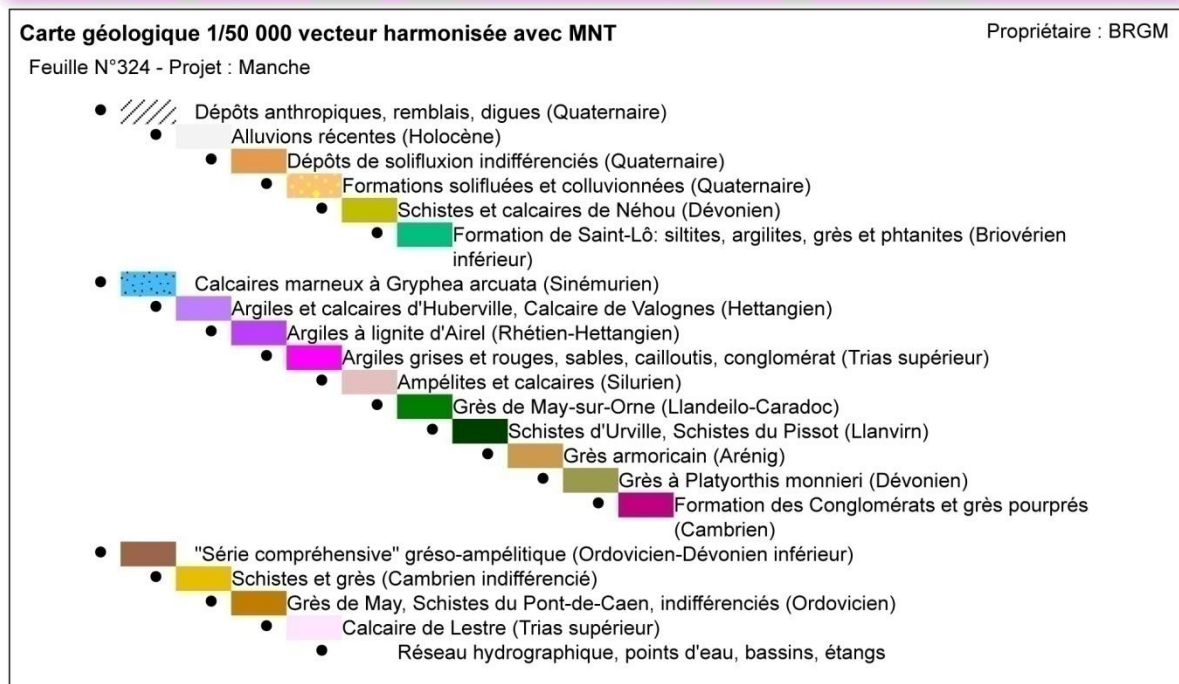 Carte géologique 1/50 000 vecteur harmonisée avec MNT
Propriétaire : BRGM
Feuille N°324 - Projet : Manche
Dépôts anthropiques, remblais, digues (Quaternaire)
Alluvions récentes (Holocène)
Dépôts de solifluxion indifférenciés (Quaternaire)
Formations solifluées et colluvionnées (Quaternaire)
Schistes et calcaires de Néhou (Dévonien)
Formation de Saint-Lô: siltites, argilites, grès et phtanites (Briovérien
inférieur)
Calcaires marneux à Gryphea arcuata (Sinémurien)
Argiles et calcaires d'Huberville, Calcaire de Valognes (Hettangien)
Argiles à lignite d'Airel (Rhétien-Hettangien)
Argiles grises et rouges, sables, cailloutis, conglomérat (Trias supérieur)
Ampélites et calcaires (Silurien)
Grès de May-sur-Orne (Llandeilo-Caradoc)
Schistes d'Urville, Schistes du Pissot (Llanvirn)
Grès armoricain (Arénig)
Grès à Platyorthis monnieri (Dévonien)
Formation des Conglomérats et grès pourprés
(Cambrien)
"Série compréhensive" gréso-ampélitique (Ordovicien-Dévonien inférieur)
Schistes et grès (Cambrien indifférencié)
Grès de May, Schistes du Pont-de-Caen, indifférenciés (Ordovicien)
Calcaire de Lestre (Trias supérieur)
Réseau hydrographique, points d'eau, bassins, étangs